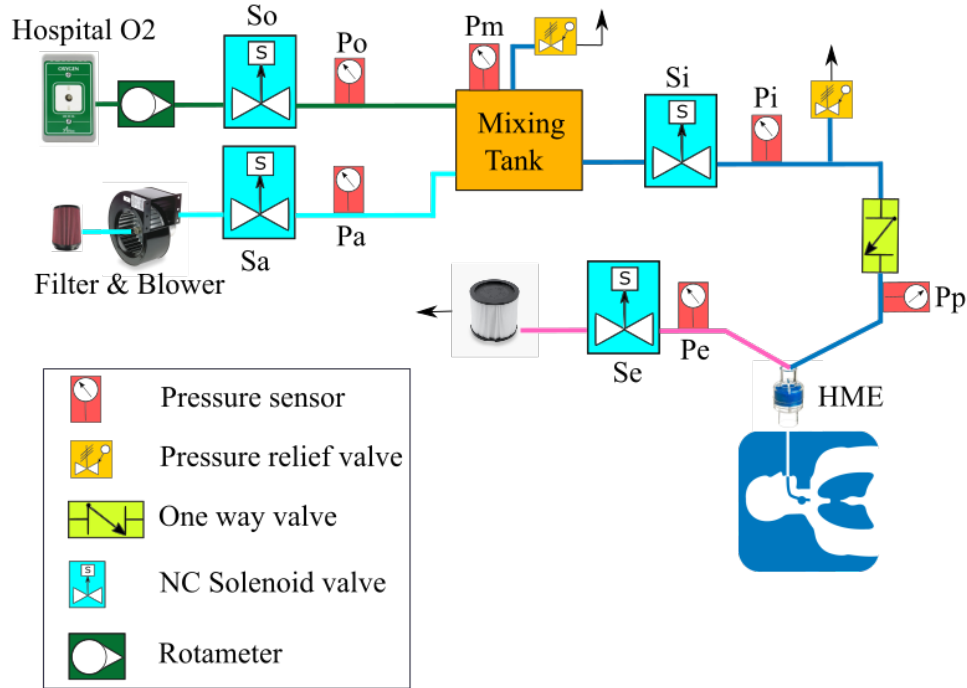 Hospital O2
So
Po
Pm
OXYGEN
S
Mixing
Tank
Si
S
Pi
S
Sa
Pa
Filter & Blower
S
Se
Pe
Pp
HME
Pressure sensor
Pressure relief valve
One way valve
S
NC Solenoid valve
Rotameter